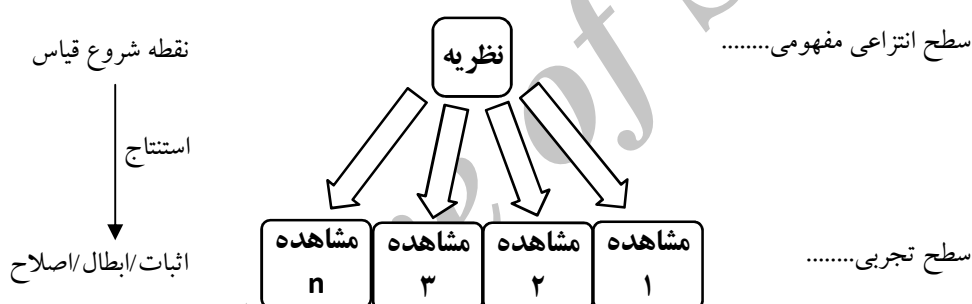 سطح انتزاعی مفهومی........
نظریه
نقطه شروع قیاس
استنتاج
سطح تجربی........
مشاهده
۱
مشاهده
۲
مشاهده
۳
مشاهده
n
اثبات/ابطال/اصلاح